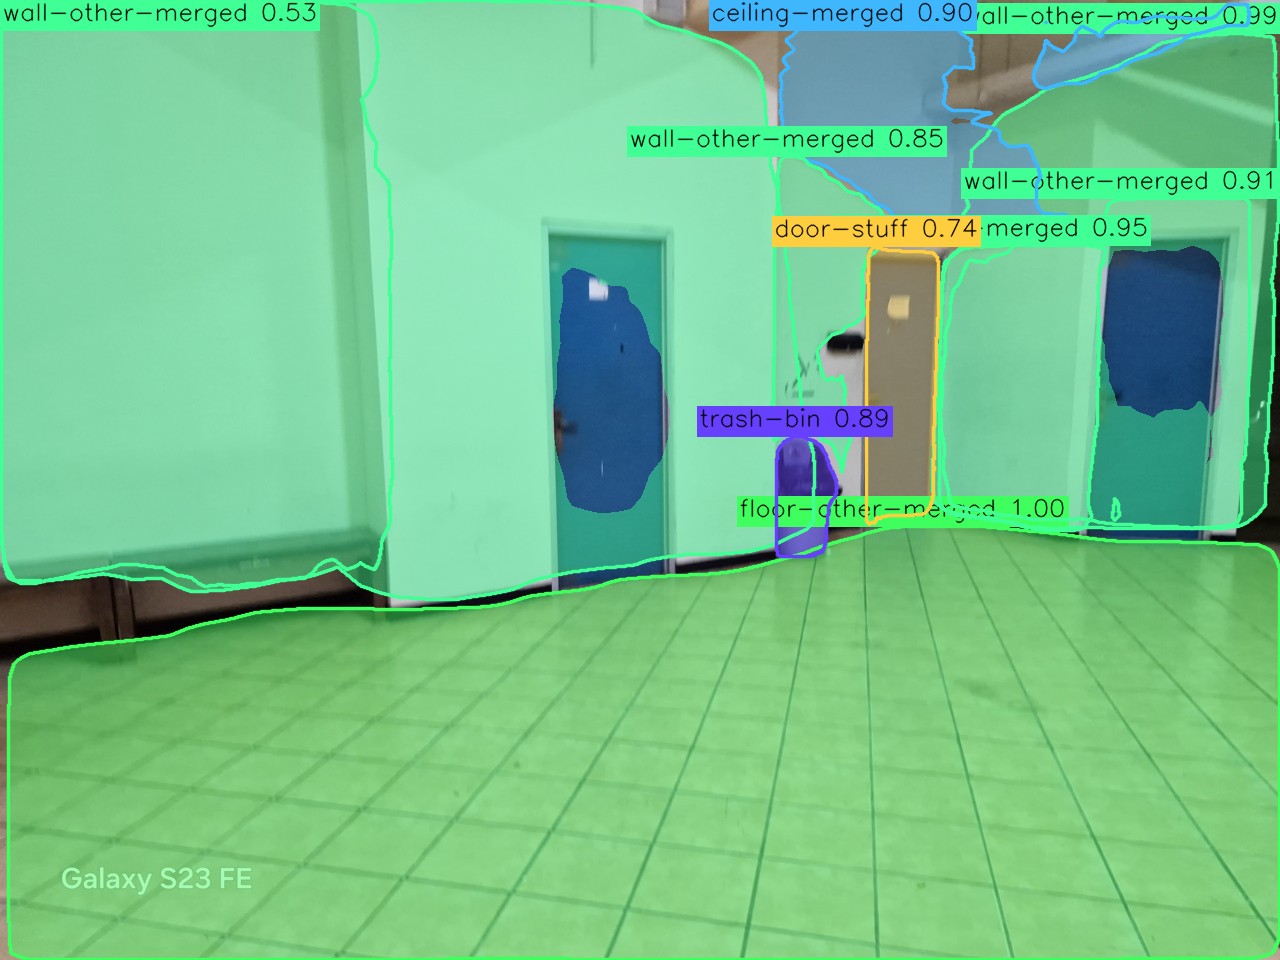 wall-other-merged 0.53
ceiling-merged 0.90
wall-other-merged 0.99
wall-other-merged 0.85
wall-other-merged 0.91
door-stuff 0.74
-merged 0.95
trash-bin 0.89
floor-other-merged 1.00
Galaxy S23 FE